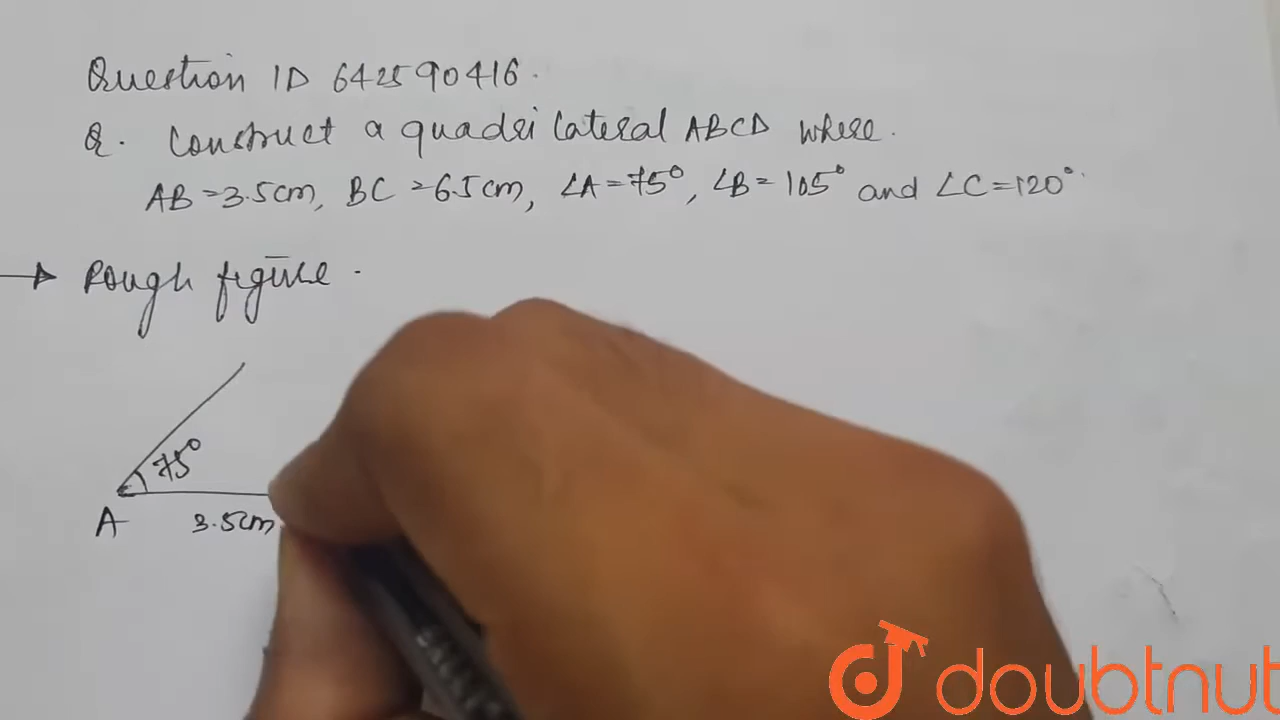 Question ID 642590416.
Q. Construct a quadrilateral ABCD where.
AB = 3.5cm, BC = 6.5cm, ∠A = 75°, ∠B = 105° and ∠C = 120°.
→ Rough figure.
75°
A 3.5cm
doubtnut